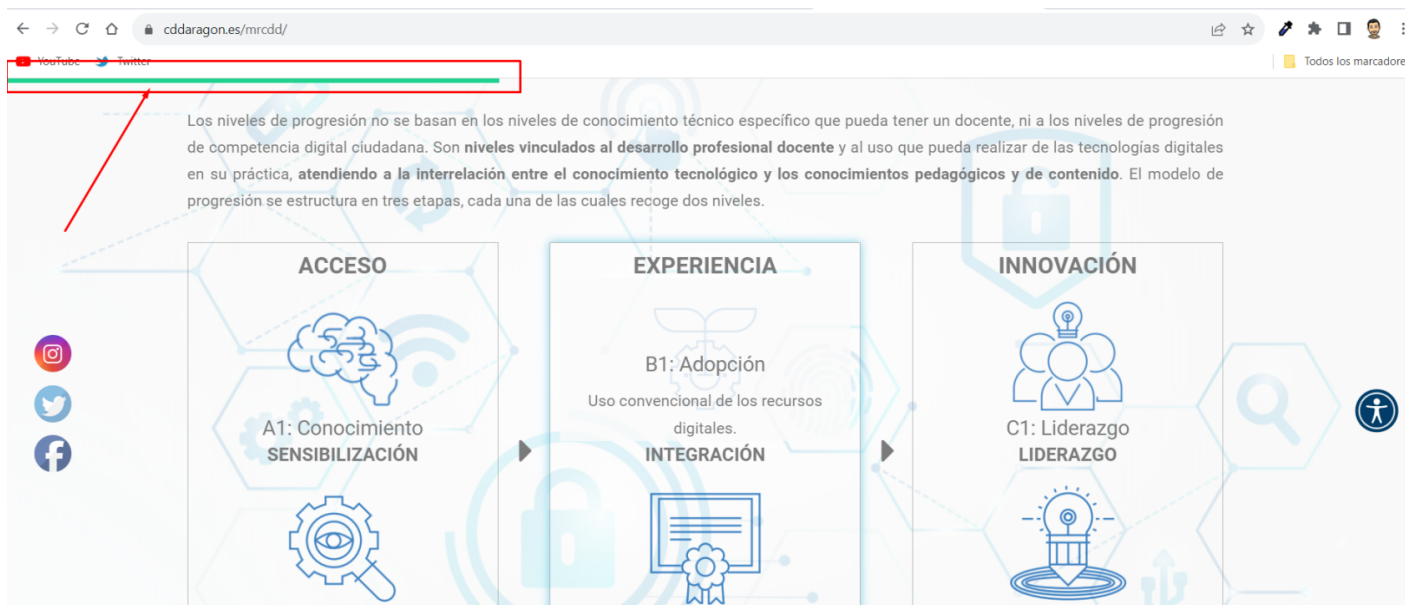 cddaragon.es/mrcdd/
YouTube Twitter Todos los marcadore
Los niveles de progresión no se basan en los niveles de conocimiento técnico específico que pueda tener un docente, ni a los niveles de progresión
de competencia digital ciudadana. Son niveles vinculados al desarrollo profesional docente y al uso que pueda realizar de las tecnologías digitales
en su práctica, atendiendo a la interrelación entre el conocimiento tecnológico y los conocimientos pedagógicos y de contenido. El modelo de
progresión se estructura en tres etapas, cada una de las cuales recoge dos niveles.
ACCESO
A1: Conocimiento
SENSIBILIZACIÓN
EXPERIENCIA
B1: Adopción
Uso convencional de los recursos
digitales.
INTEGRACIÓN
INNOVACIÓN
C1: Liderazgo
LIDERAZGO